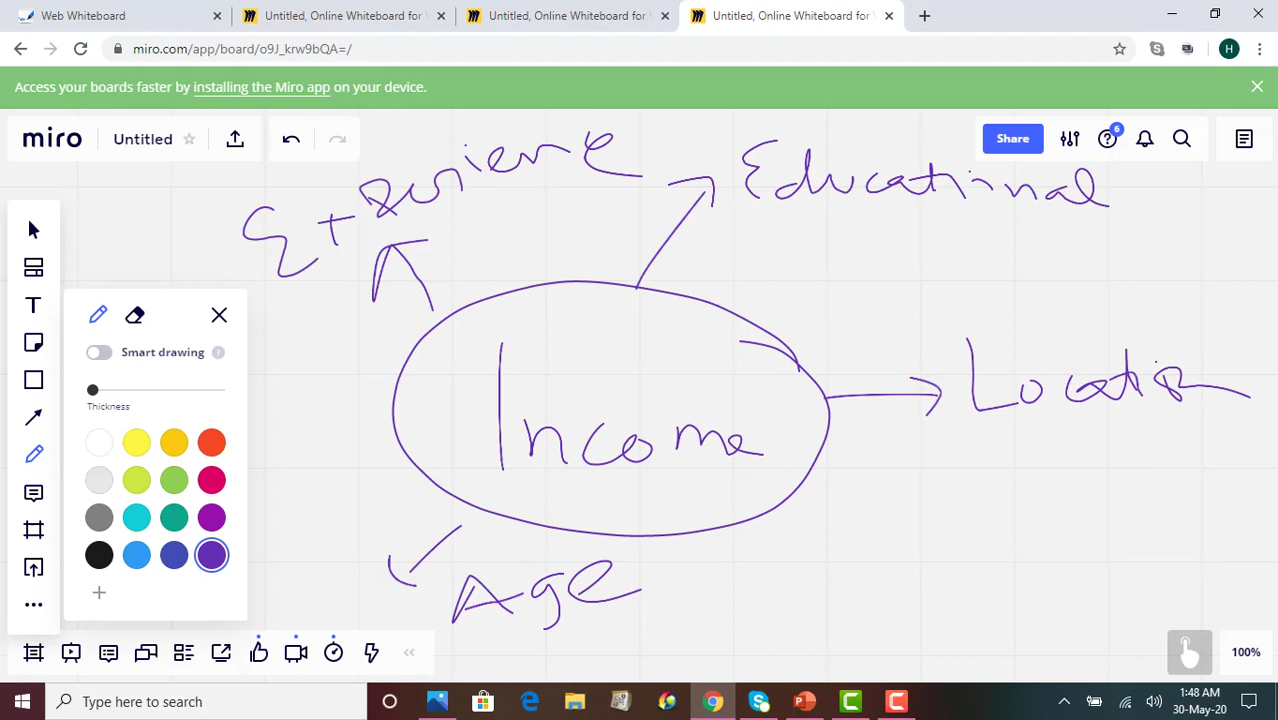 Web Whiteboard
Untitled, Online Whiteboard for
Untitled, Online Whiteboard for
Untitled, Online Whiteboard for
miro.com/app/board/o9J_krw9bQA=/
H
Access your boards faster by installing the Miro app on your device.
miro
Untitled
Share
6
Educational
Smart drawing
Thickness
Income
Location
Age
100%
Type here to search
1:48 AM
30-May-20